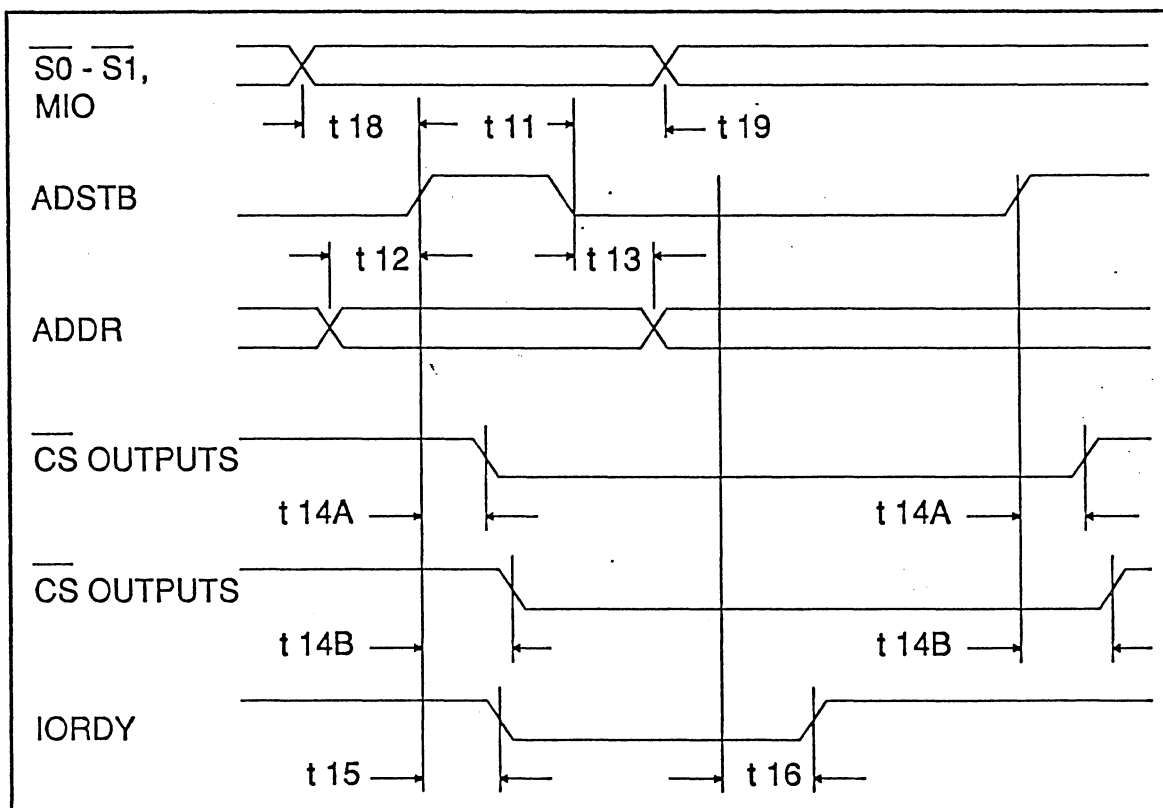 S0 - S1,
MIO
t 18
t 11
t 19
ADSTB
t 12
t 13
ADDR
CS OUTPUTS
t 14A
t 14A
CS OUTPUTS
t 14B
t 14B
IORDY
t 15
t 16